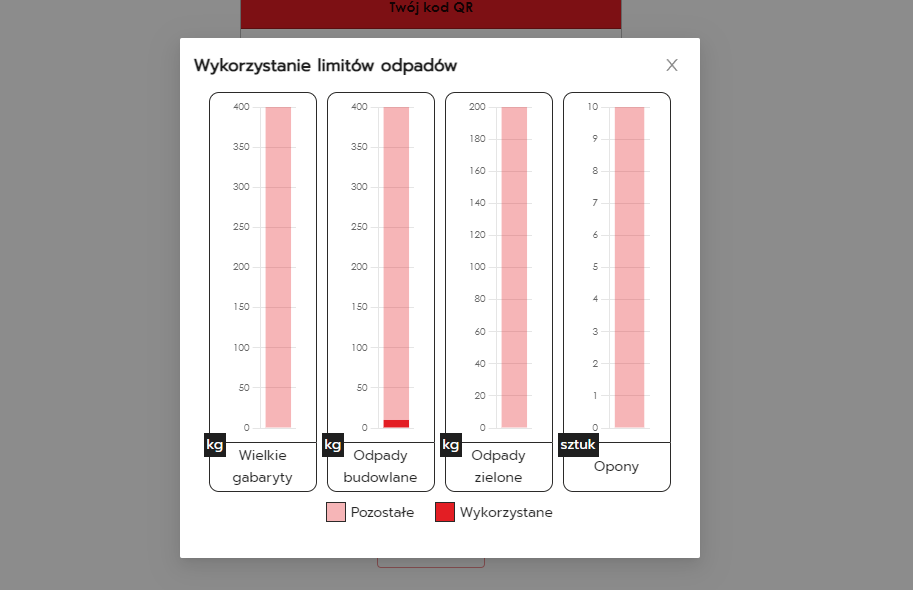 Twój kod QR
Wykorzystanie limitów odpadów
X
400
350
300
250
200
150
100
50
0
kg
Wielkie
gabaryty
400
350
300
250
200
150
100
50
0
kg
Odpady
budowlane
200
180
160
140
120
100
80
60
40
20
0
kg
Odpady
zielone
10
9
8
7
6
5
4
3
2
1
0
sztuk
Opony
Pozostałe
Wykorzystane